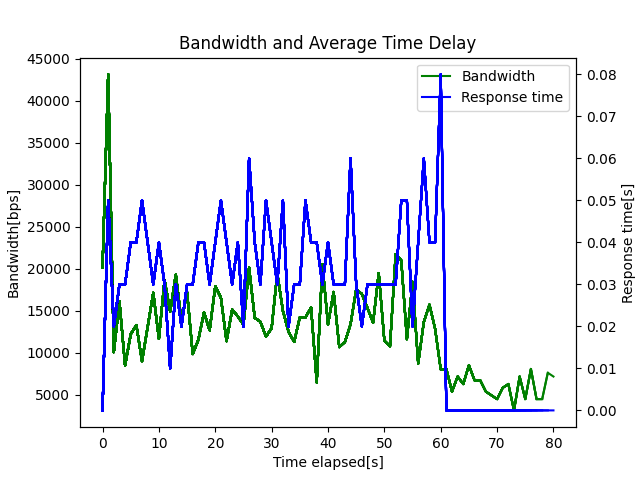 Bandwidth and Average Time Delay
Bandwidth
Response time
45000
40000
35000
30000
25000
20000
15000
10000
5000
Bandwidth[bps]
0.08
0.07
0.06
0.05
0.04
0.03
0.02
0.01
0.00
Response time[s]
0 10 20 30 40 50 60 70 80
Time elapsed[s]